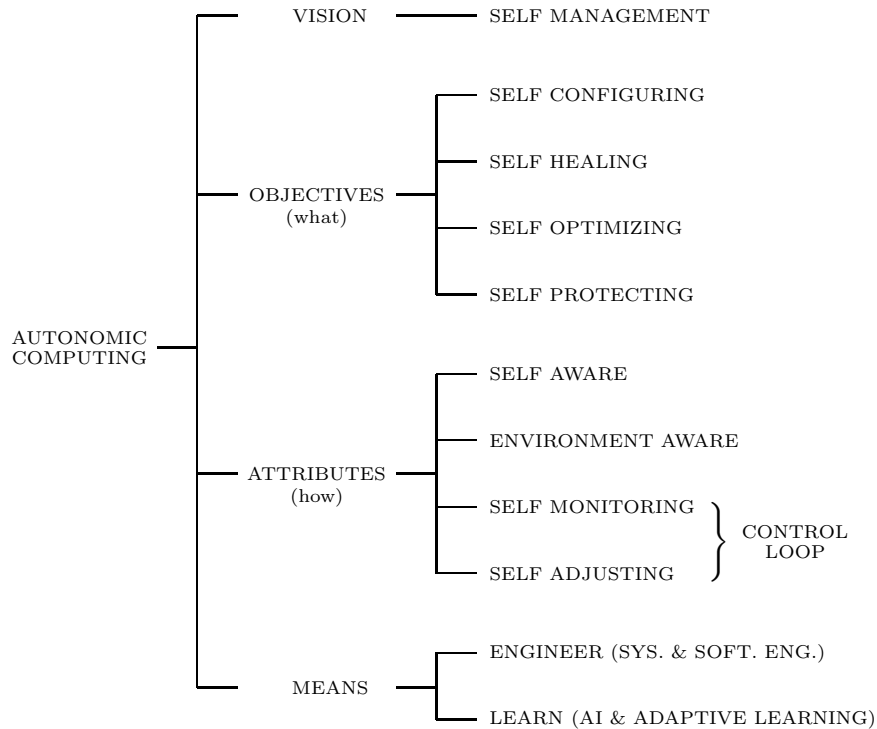 VISION
SELF MANAGEMENT
SELF CONFIGURING
SELF HEALING
OBJECTIVES
(what)
SELF OPTIMIZING
SELF PROTECTING
AUTONOMIC
COMPUTING
SELF AWARE
ENVIRONMENT AWARE
ATTRIBUTES
(how)
SELF MONITORING
SELF ADJUSTING
CONTROL
LOOP
MEANS
ENGINEER (SYS. & SOFT. ENG.)
LEARN (AI & ADAPTIVE LEARNING)